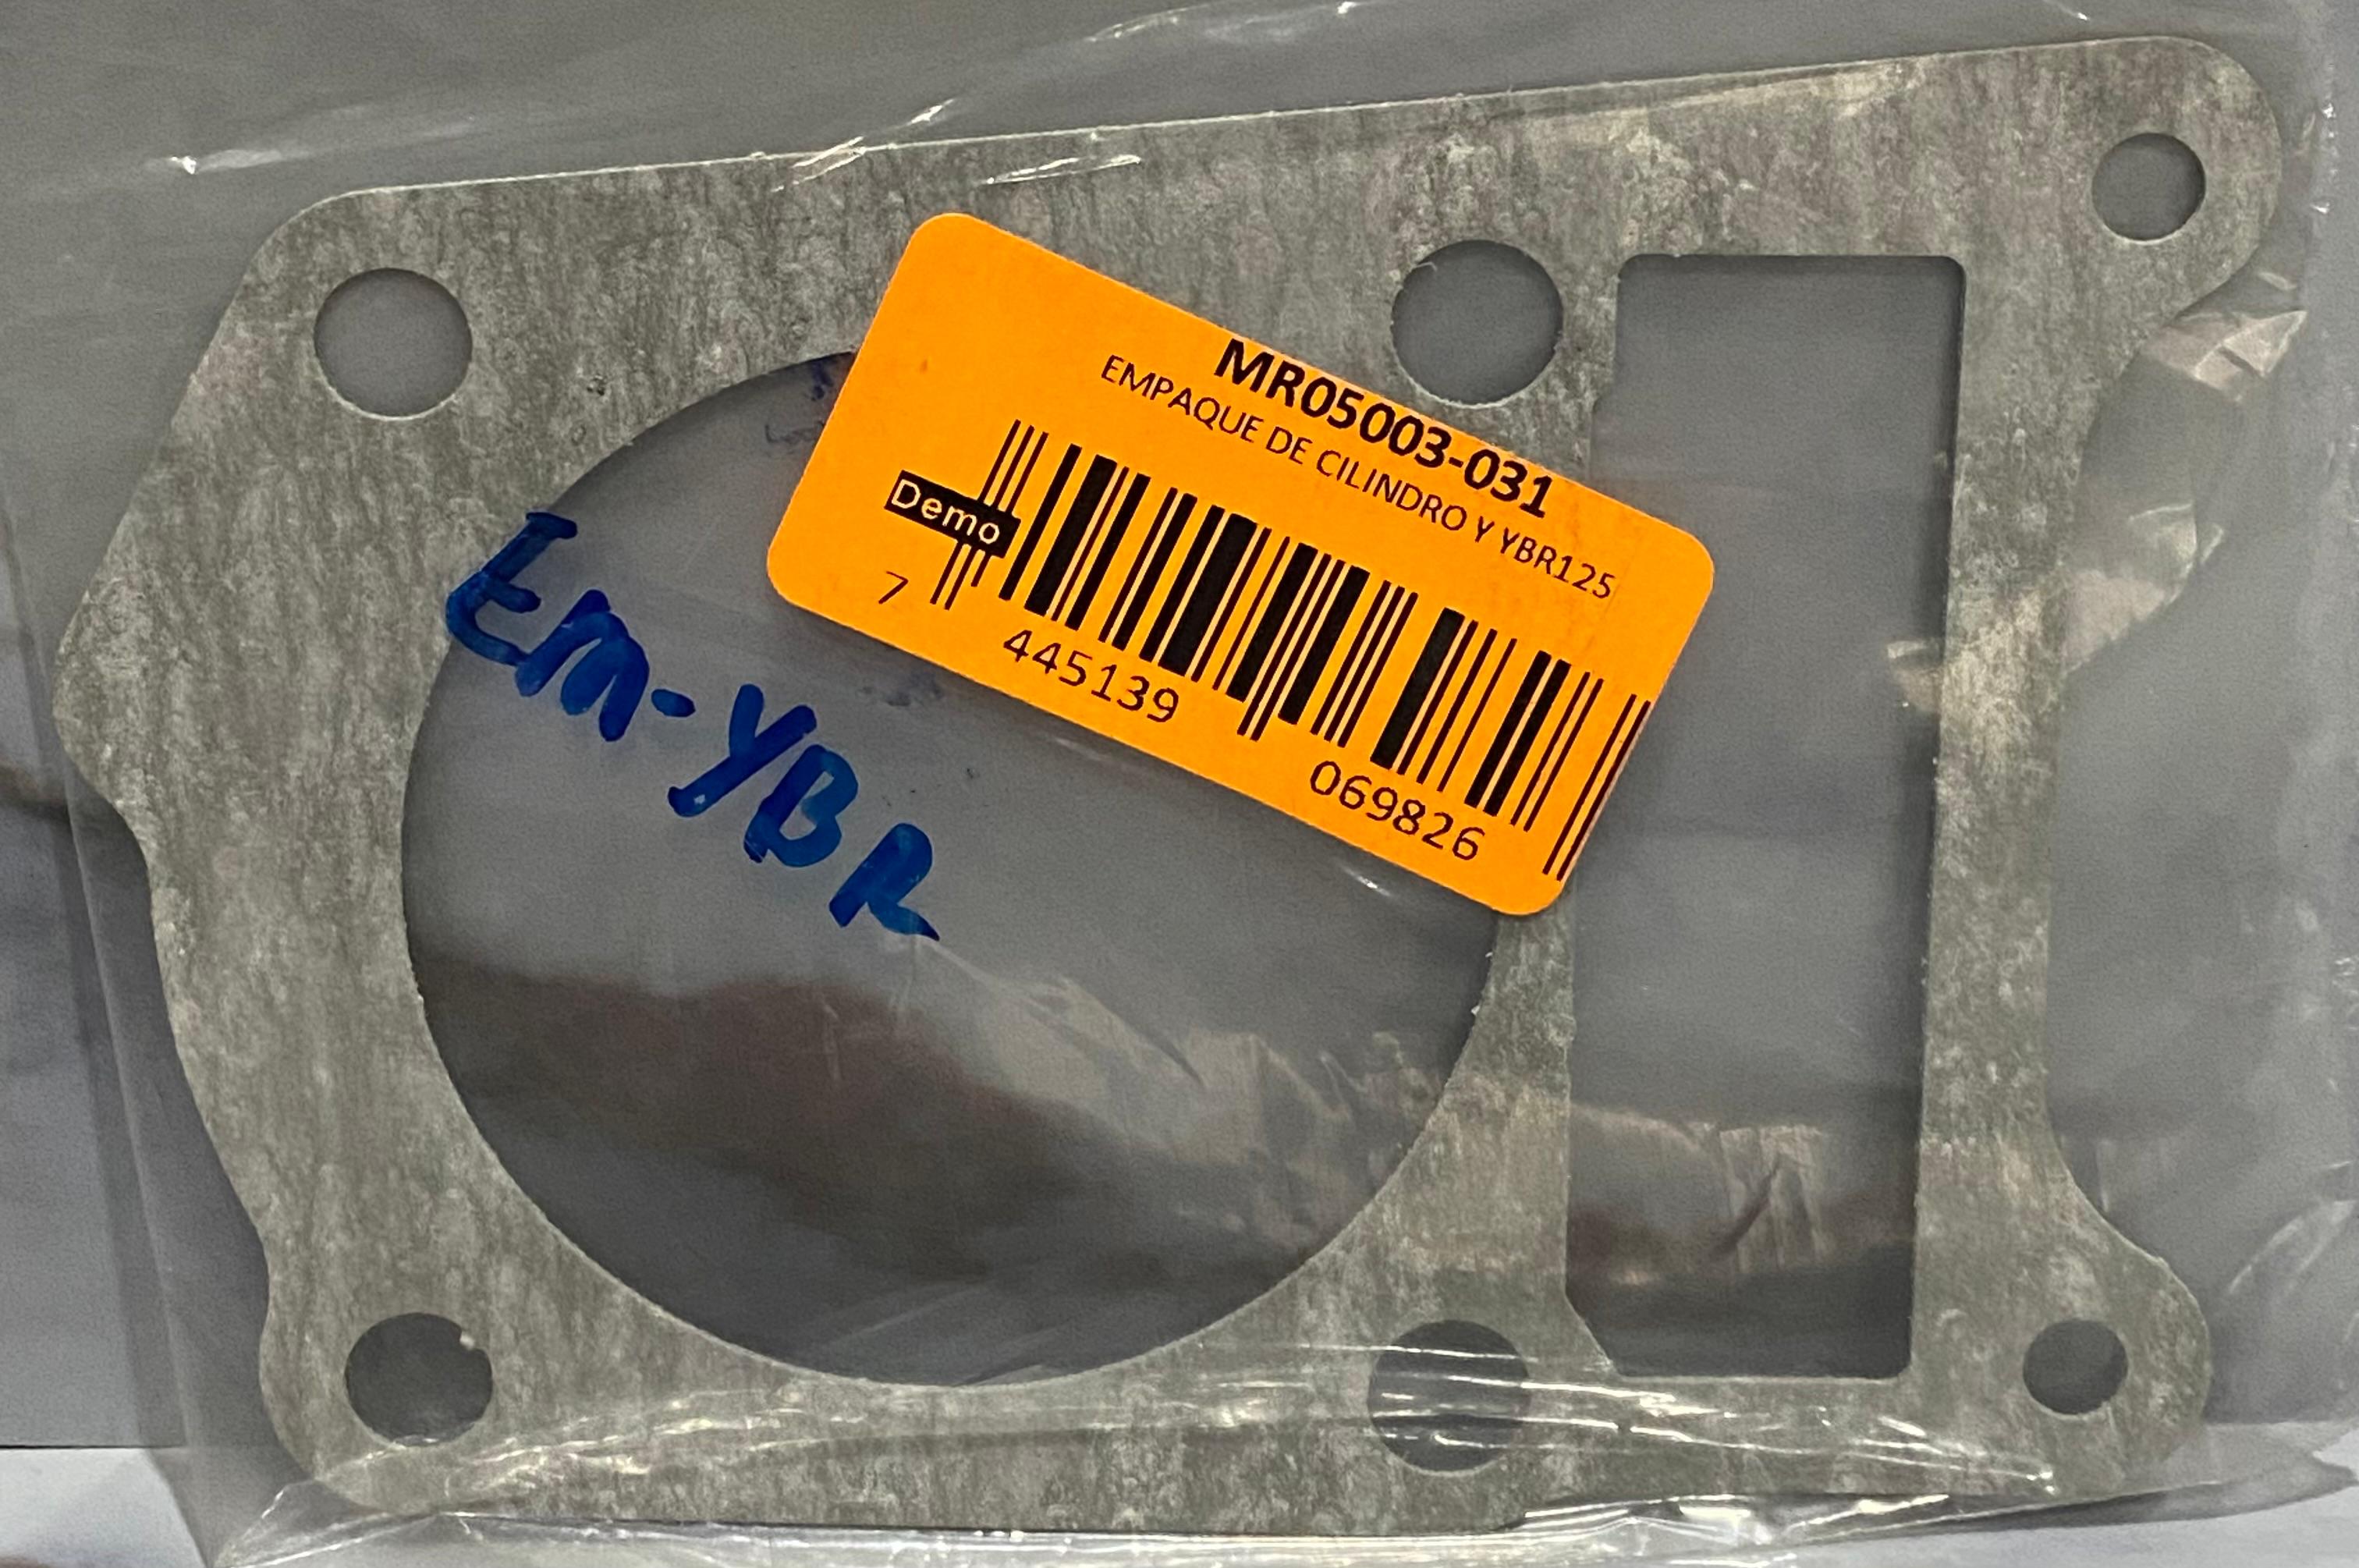 MR05003-031
EMPAQUE DE CILINDRO Y YBR125
Demo
7 445139 069826
EM-YBR